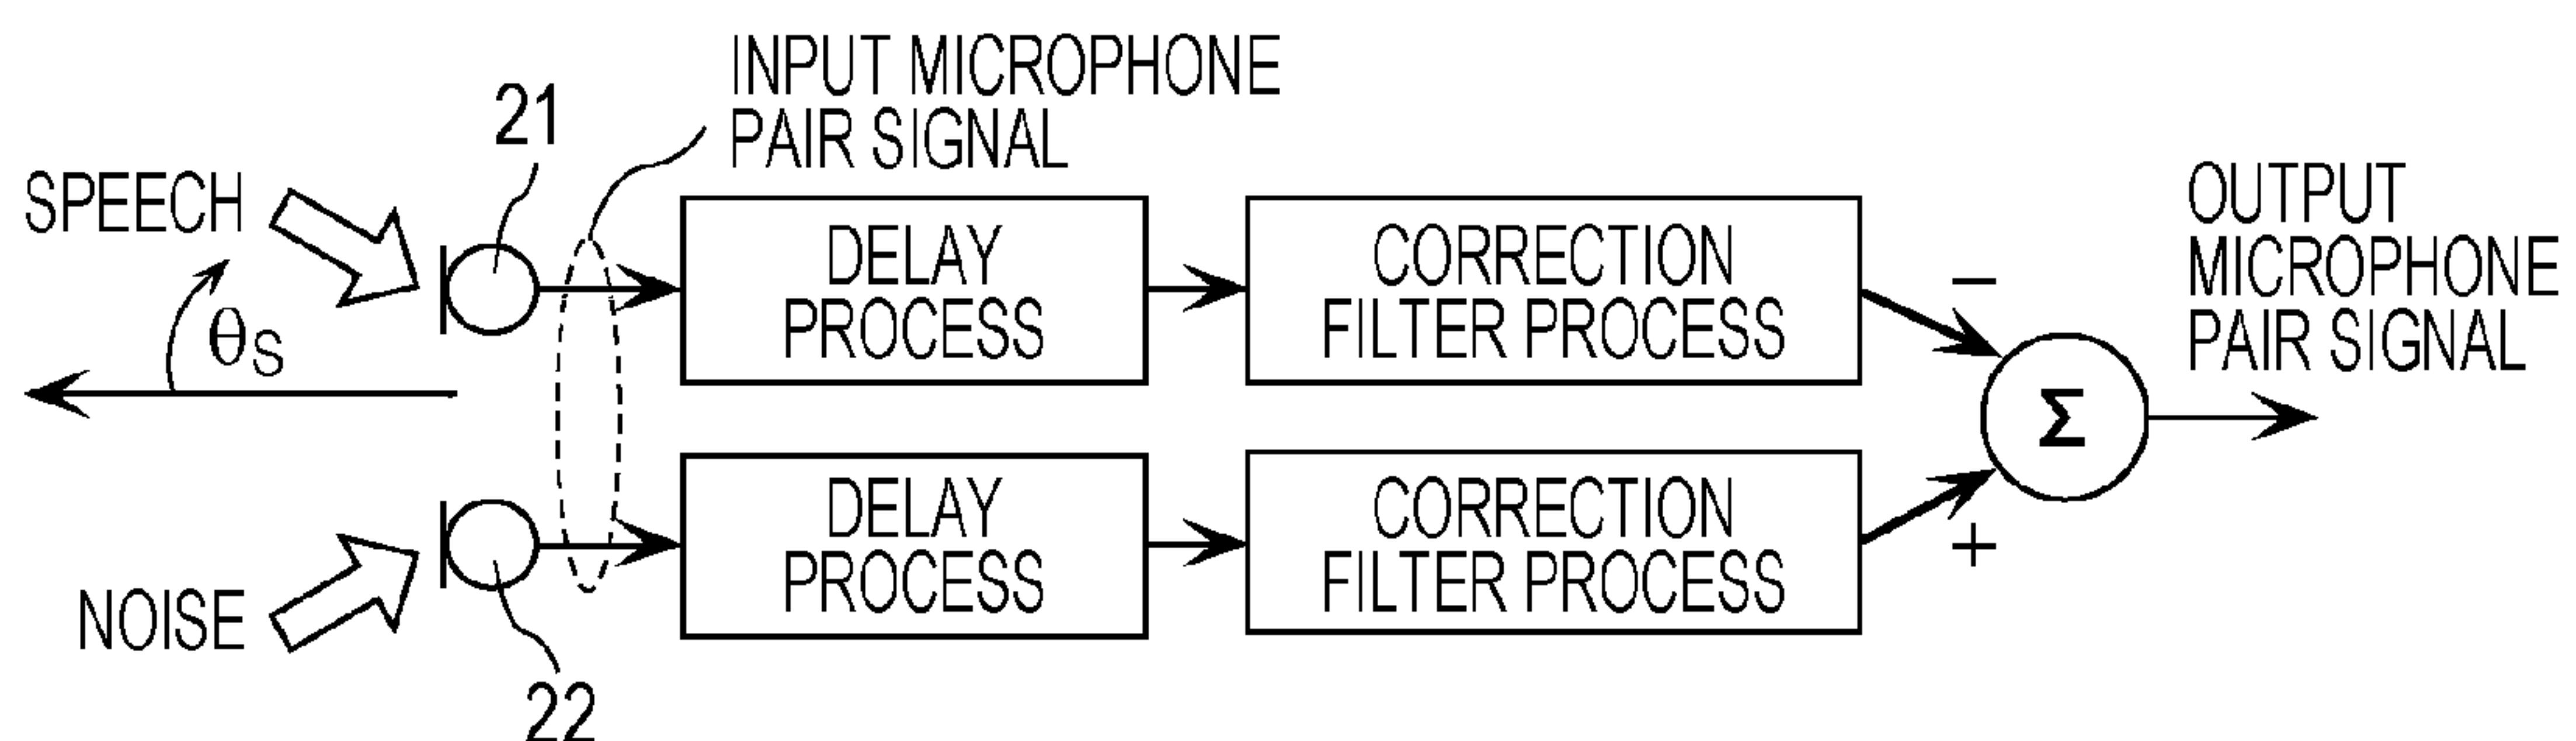 INPUT MICROPHONE
PAIR SIGNAL
21
SPEECH
θS
NOISE
22
DELAY
PROCESS
CORRECTION
FILTER PROCESS
DELAY
PROCESS
CORRECTION
FILTER PROCESS
−
+
Σ
OUTPUT
MICROPHONE
PAIR SIGNAL